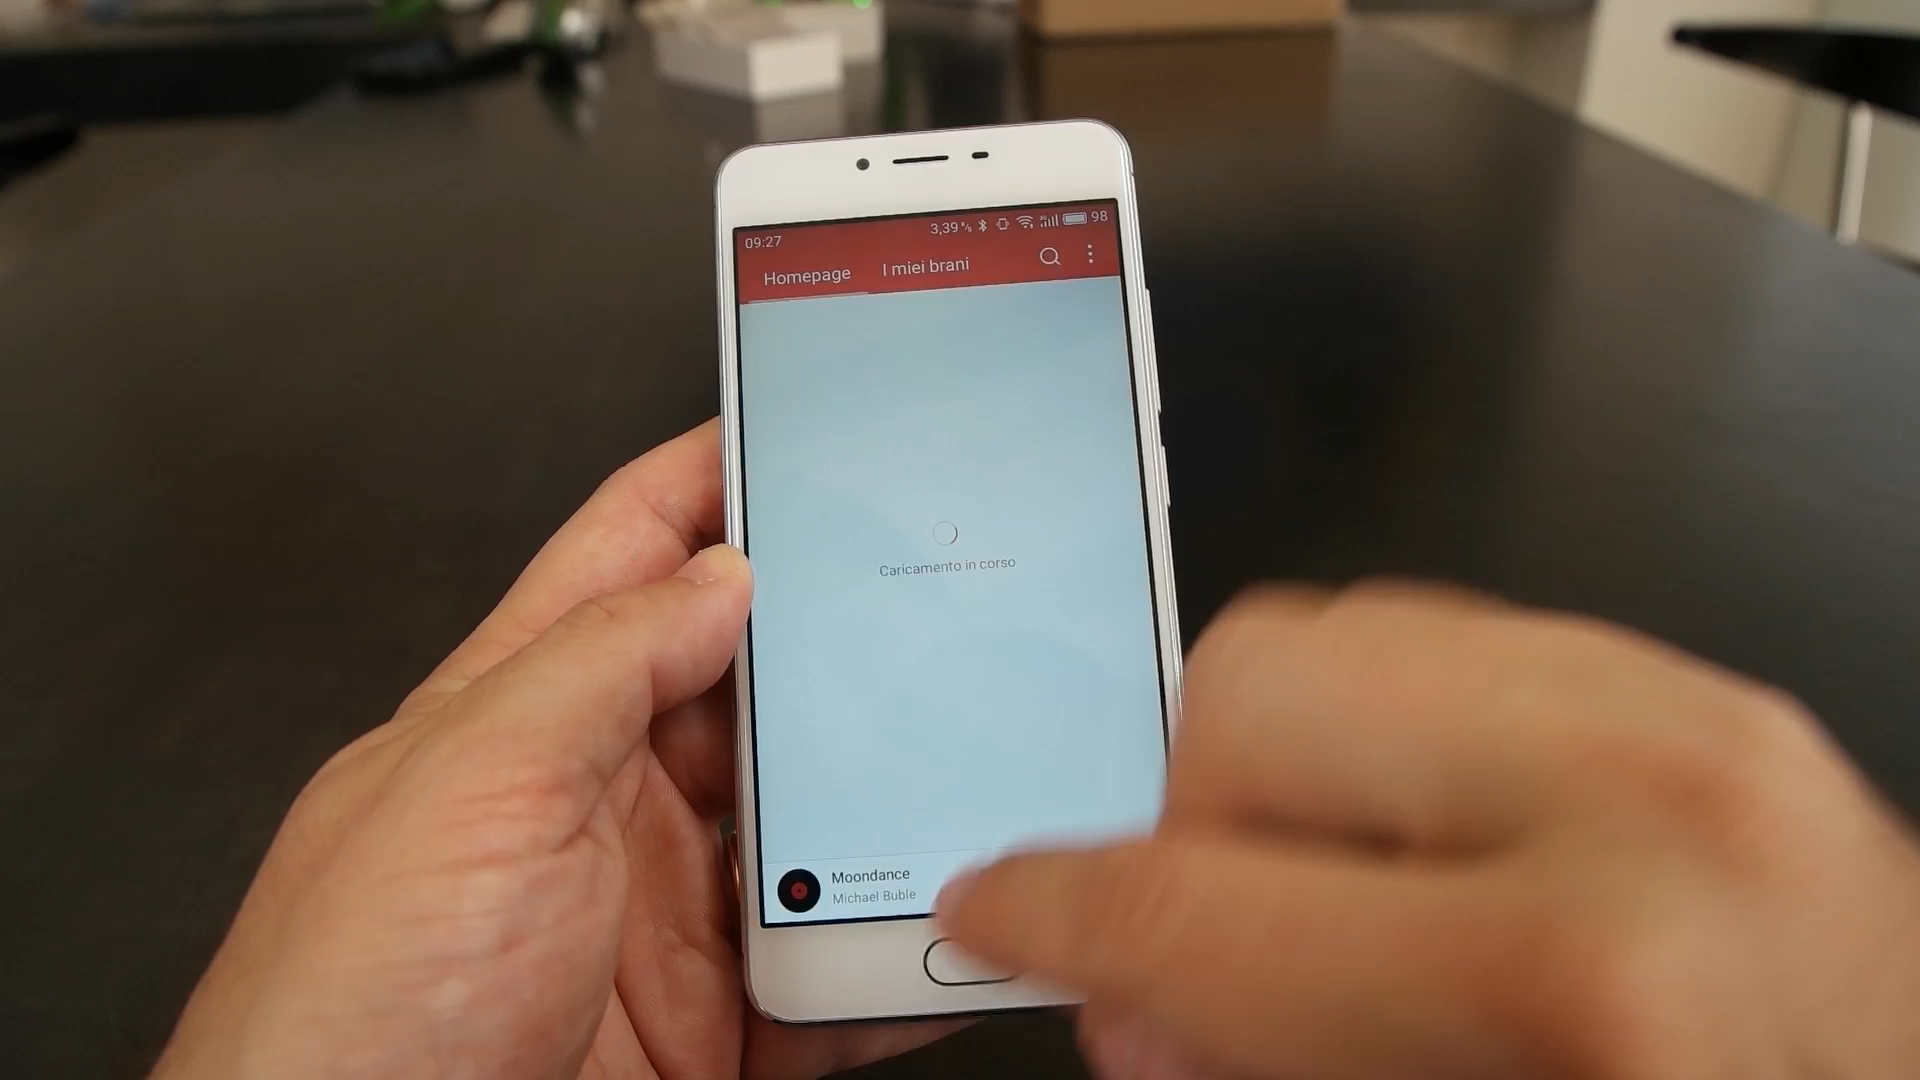 09:27 3,39 K/s 98
Homepage I miei brani
Caricamento in corso
Moondance
Michael Buble